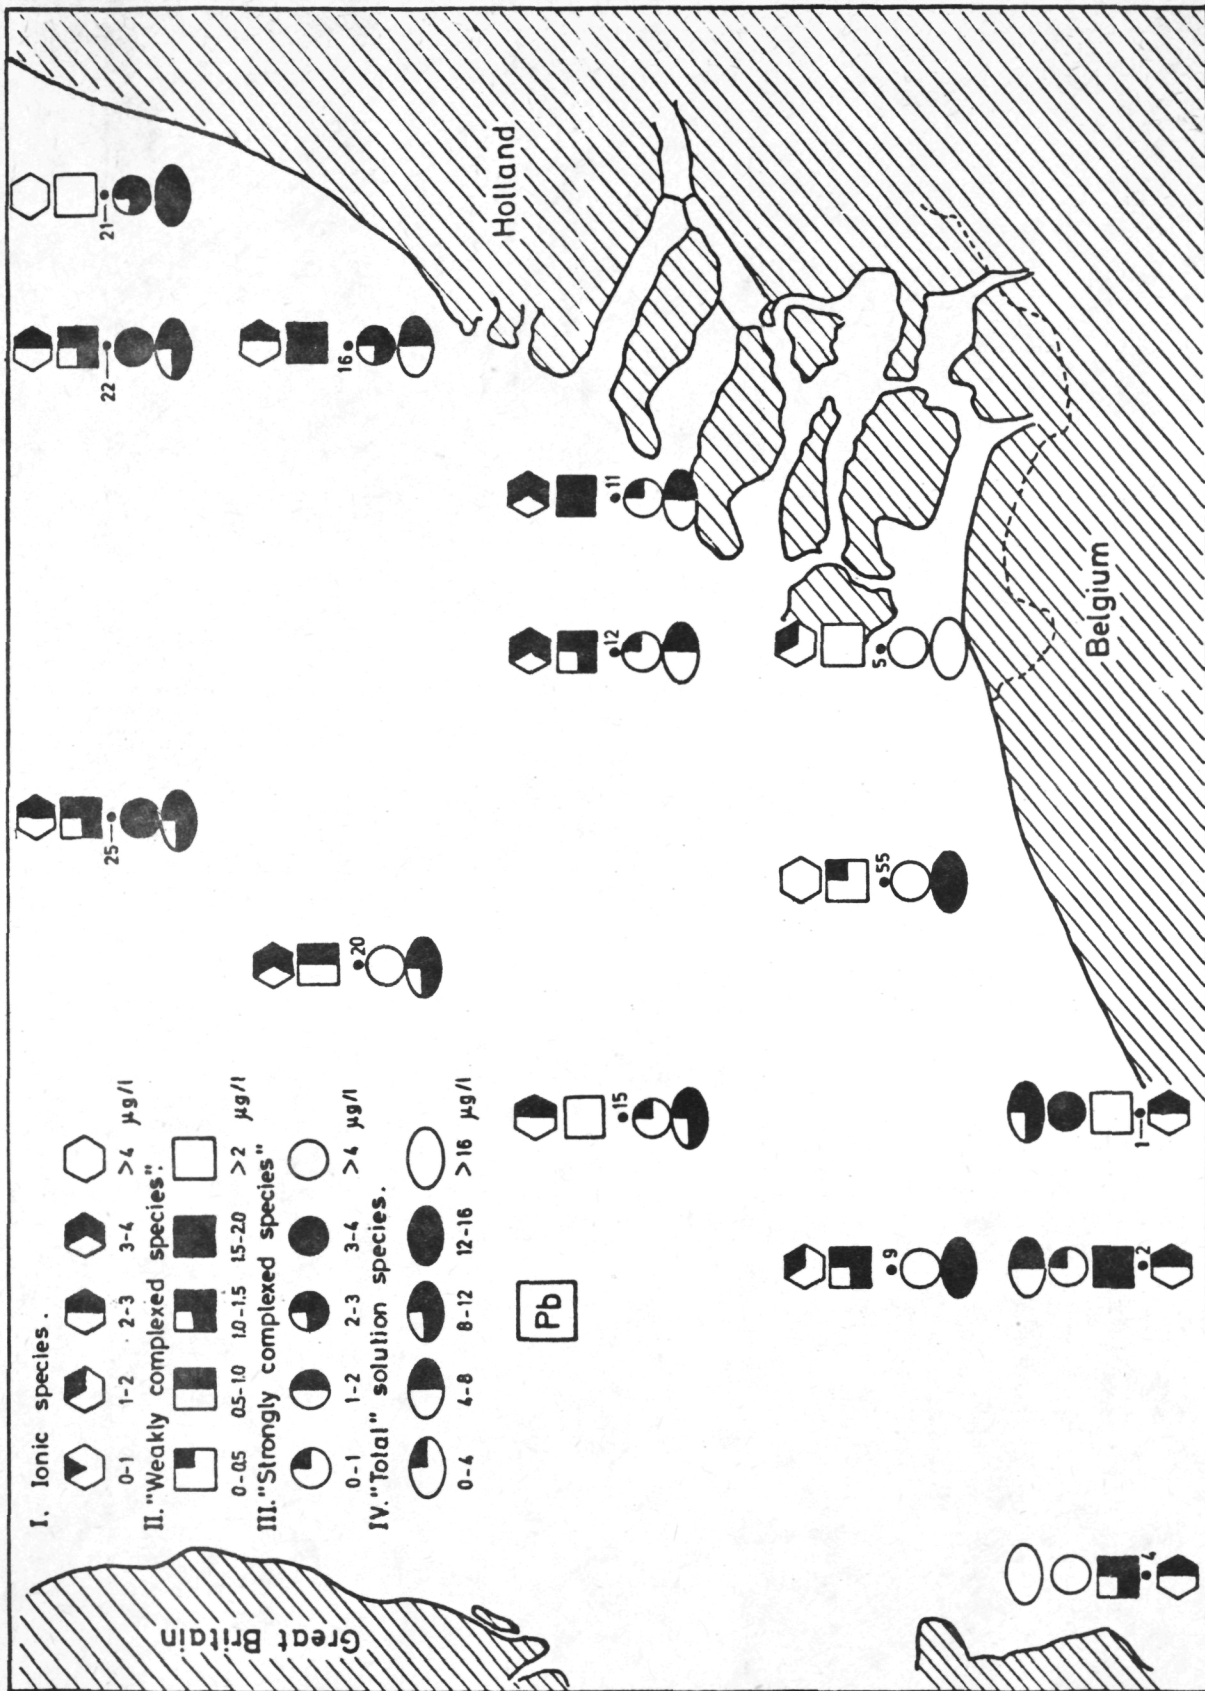 I. Ionic species.
0-1 1-2 2-3 3-4 >4 µg/l
II. "Weakly complexed species".
0-0.5 0.5-1.0 1.0-1.5 1.5-2.0 >2 µg/l
III. "Strongly complexed species"
0-1 1-2 2-3 3-4 >4 µg/l
IV. "Total" solution species.
0-4 4-8 8-12 12-16 >16 µg/l
Pb
Great Britain
Holland
Belgium
25
22
21
20
16
15
12
11
9
55
5
4
2
1